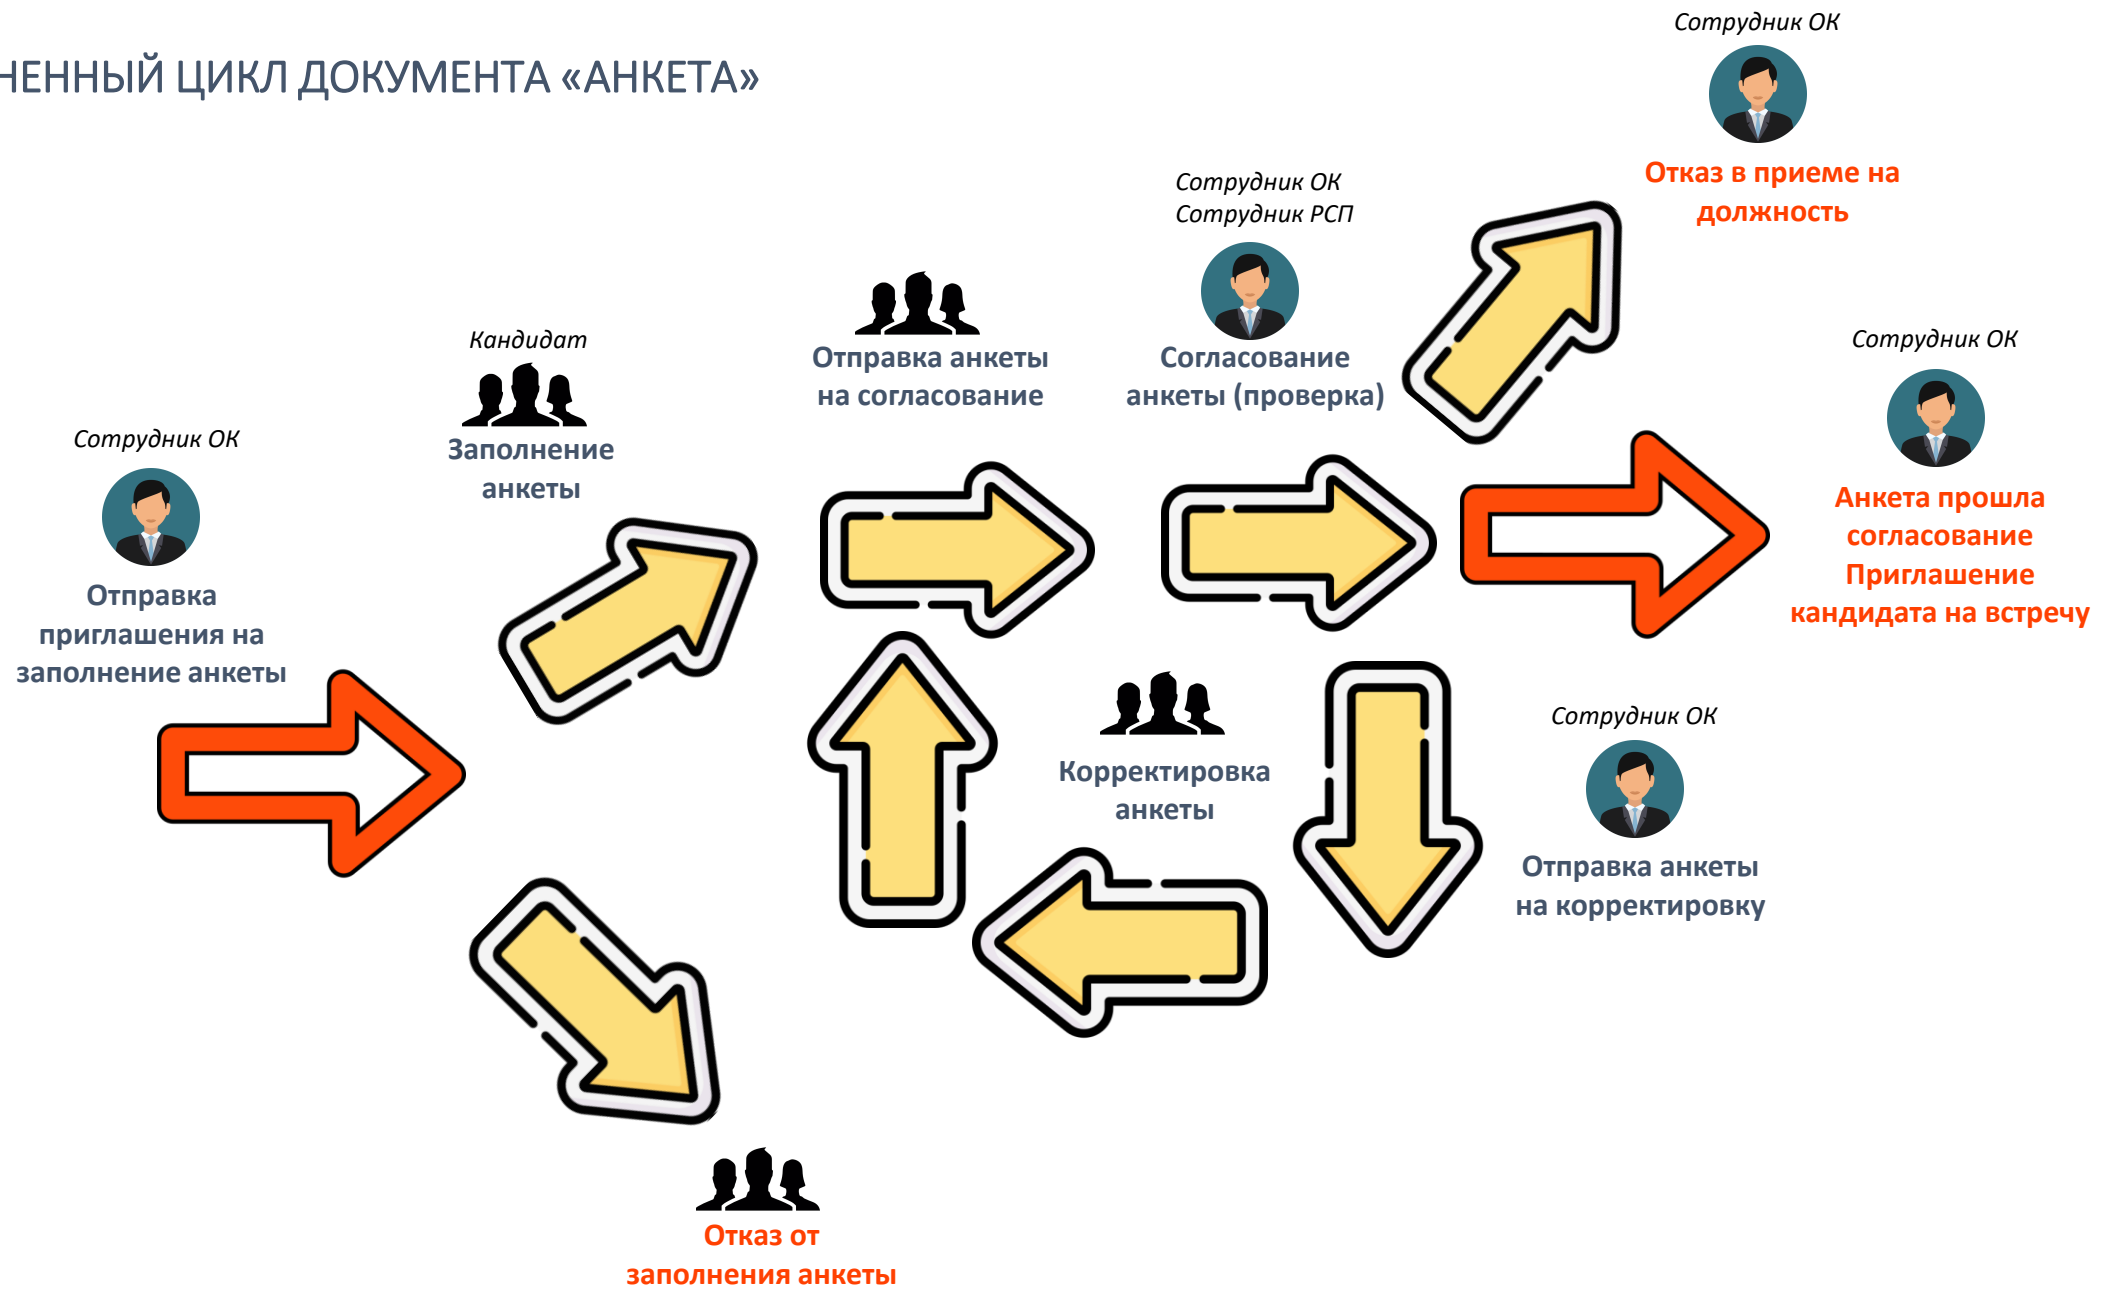 НЕННЫЙ ЦИКЛ ДОКУМЕНТА «АНКЕТА»
Сотрудник ОК
Отправка
приглашения на
заполнение анкеты
Кандидат
Заполнение
анкеты
Отправка анкеты
на согласование
Сотрудник ОК
Сотрудник РСП
Согласование
анкеты (проверка)
Сотрудник ОК
Отказ в приеме на
должность
Сотрудник ОК
Анкета прошла
согласование
Приглашение
кандидата на встречу
Сотрудник ОК
Отправка анкеты
на корректировку
Корректировка
анкеты
Отказ от
заполнения анкеты